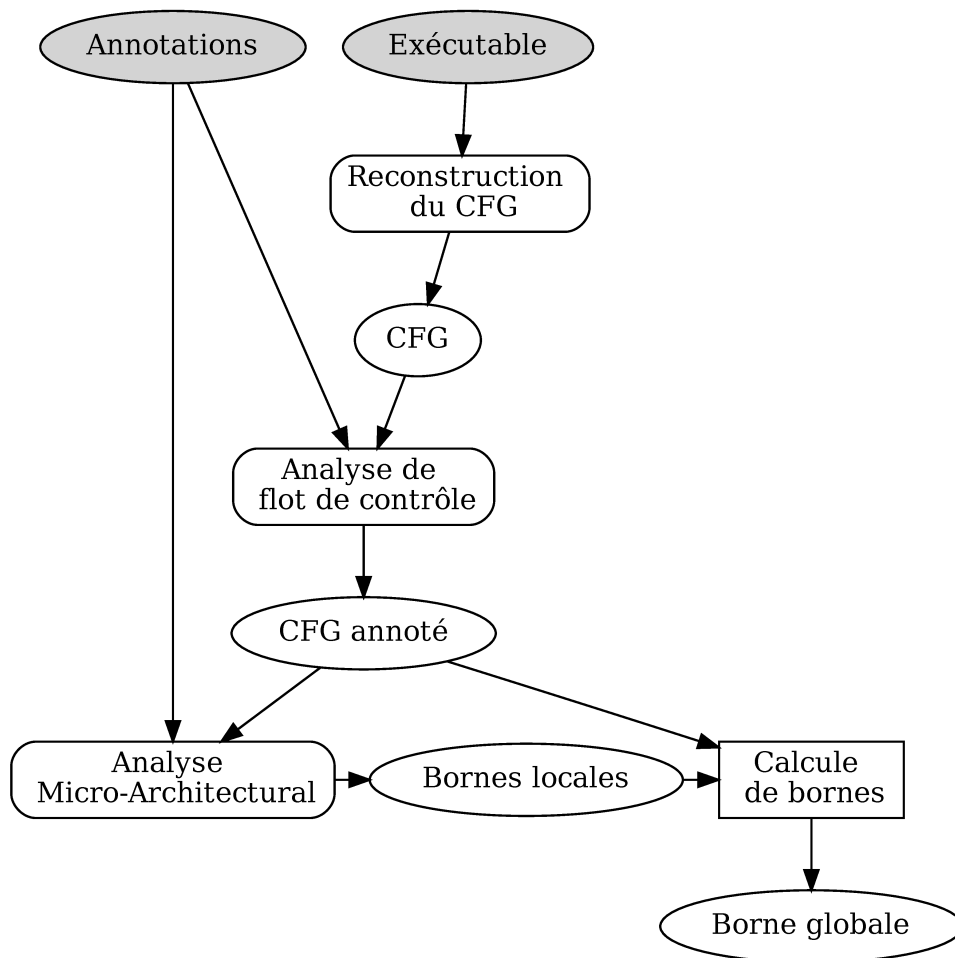 Annotations
Exécutable
Reconstruction
du CFG
CFG
Analyse de
flot de contrôle
CFG annoté
Analyse
Micro-Architectural
Bornes locales
Calcule
de bornes
Borne globale